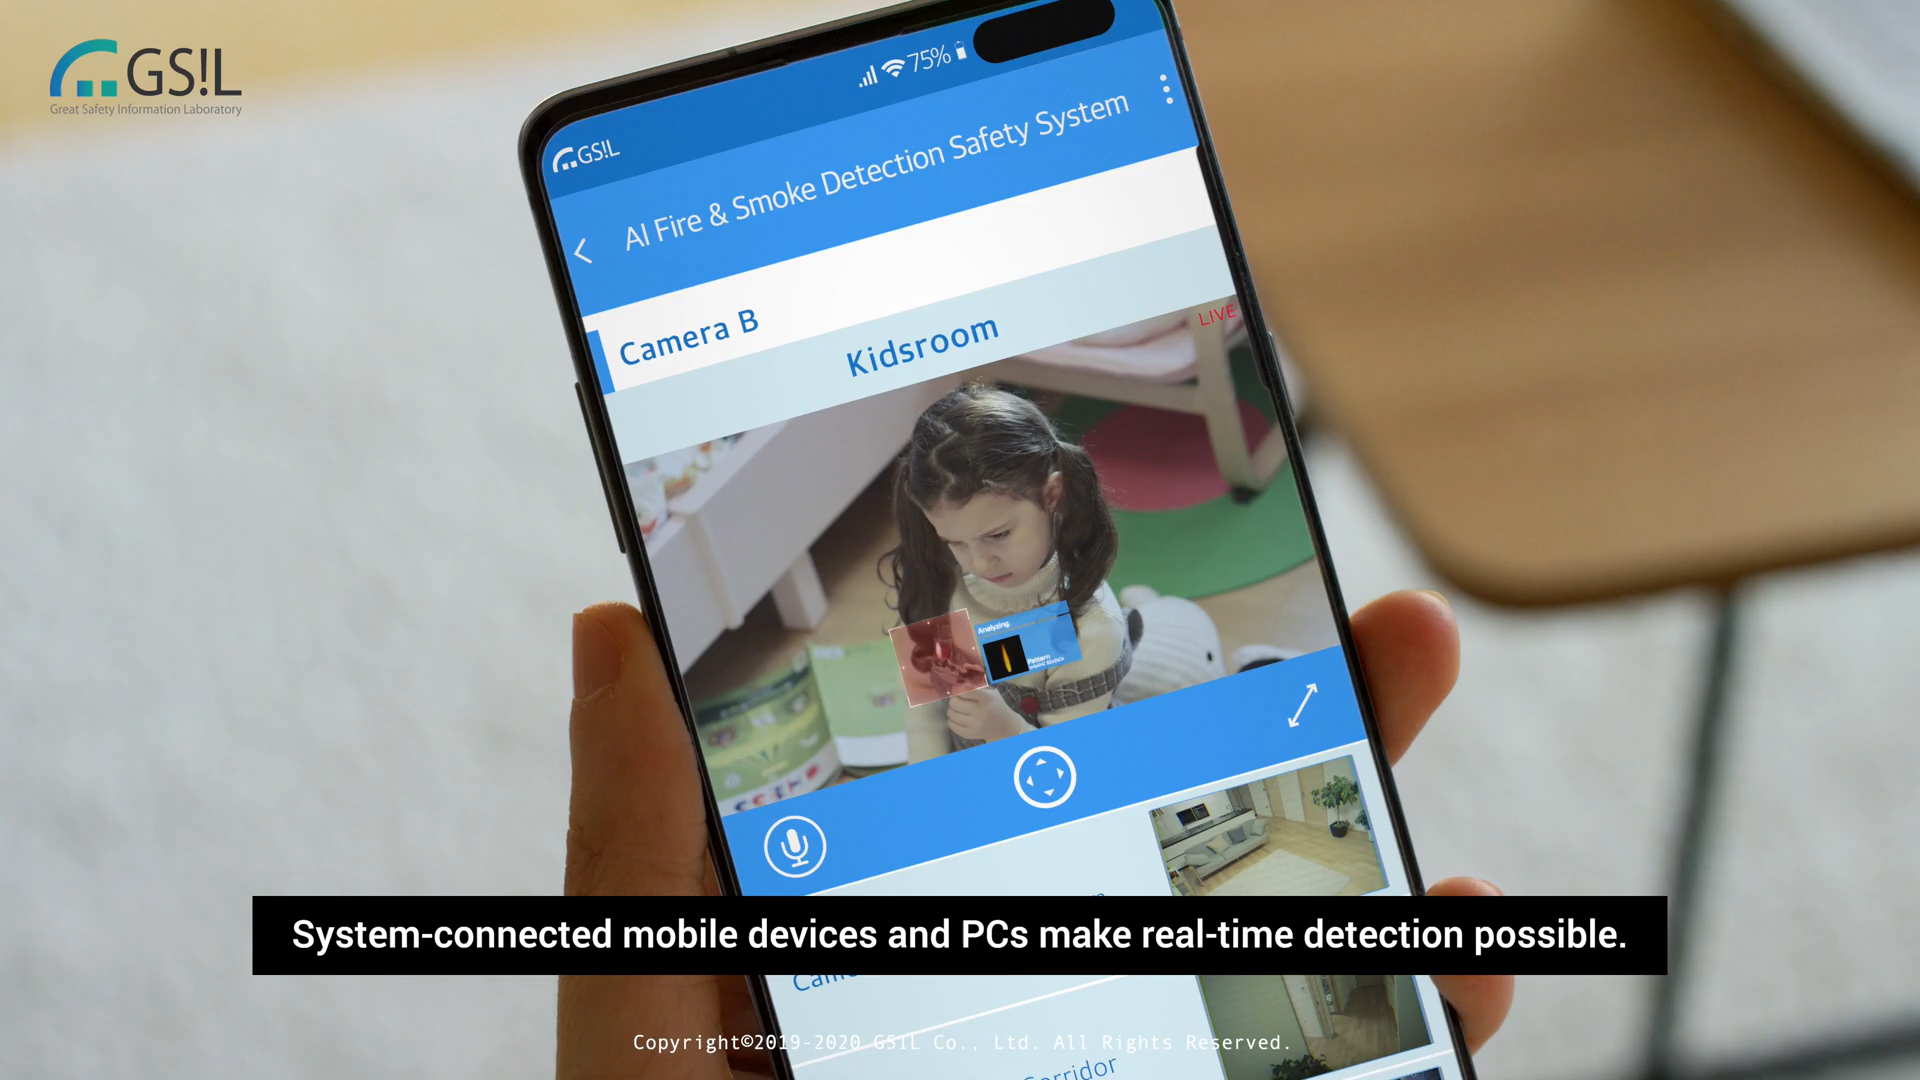 GS!L
Great Safety Information Laboratory
75%
GS!L
AI Fire & Smoke Detection Safety System
Camera B
Kidsroom
LIVE
Analyzing
Pattern
System-connected mobile devices and PCs make real-time detection possible.
Copyright©2019-2020 GSIL Co., Ltd. All Rights Reserved.